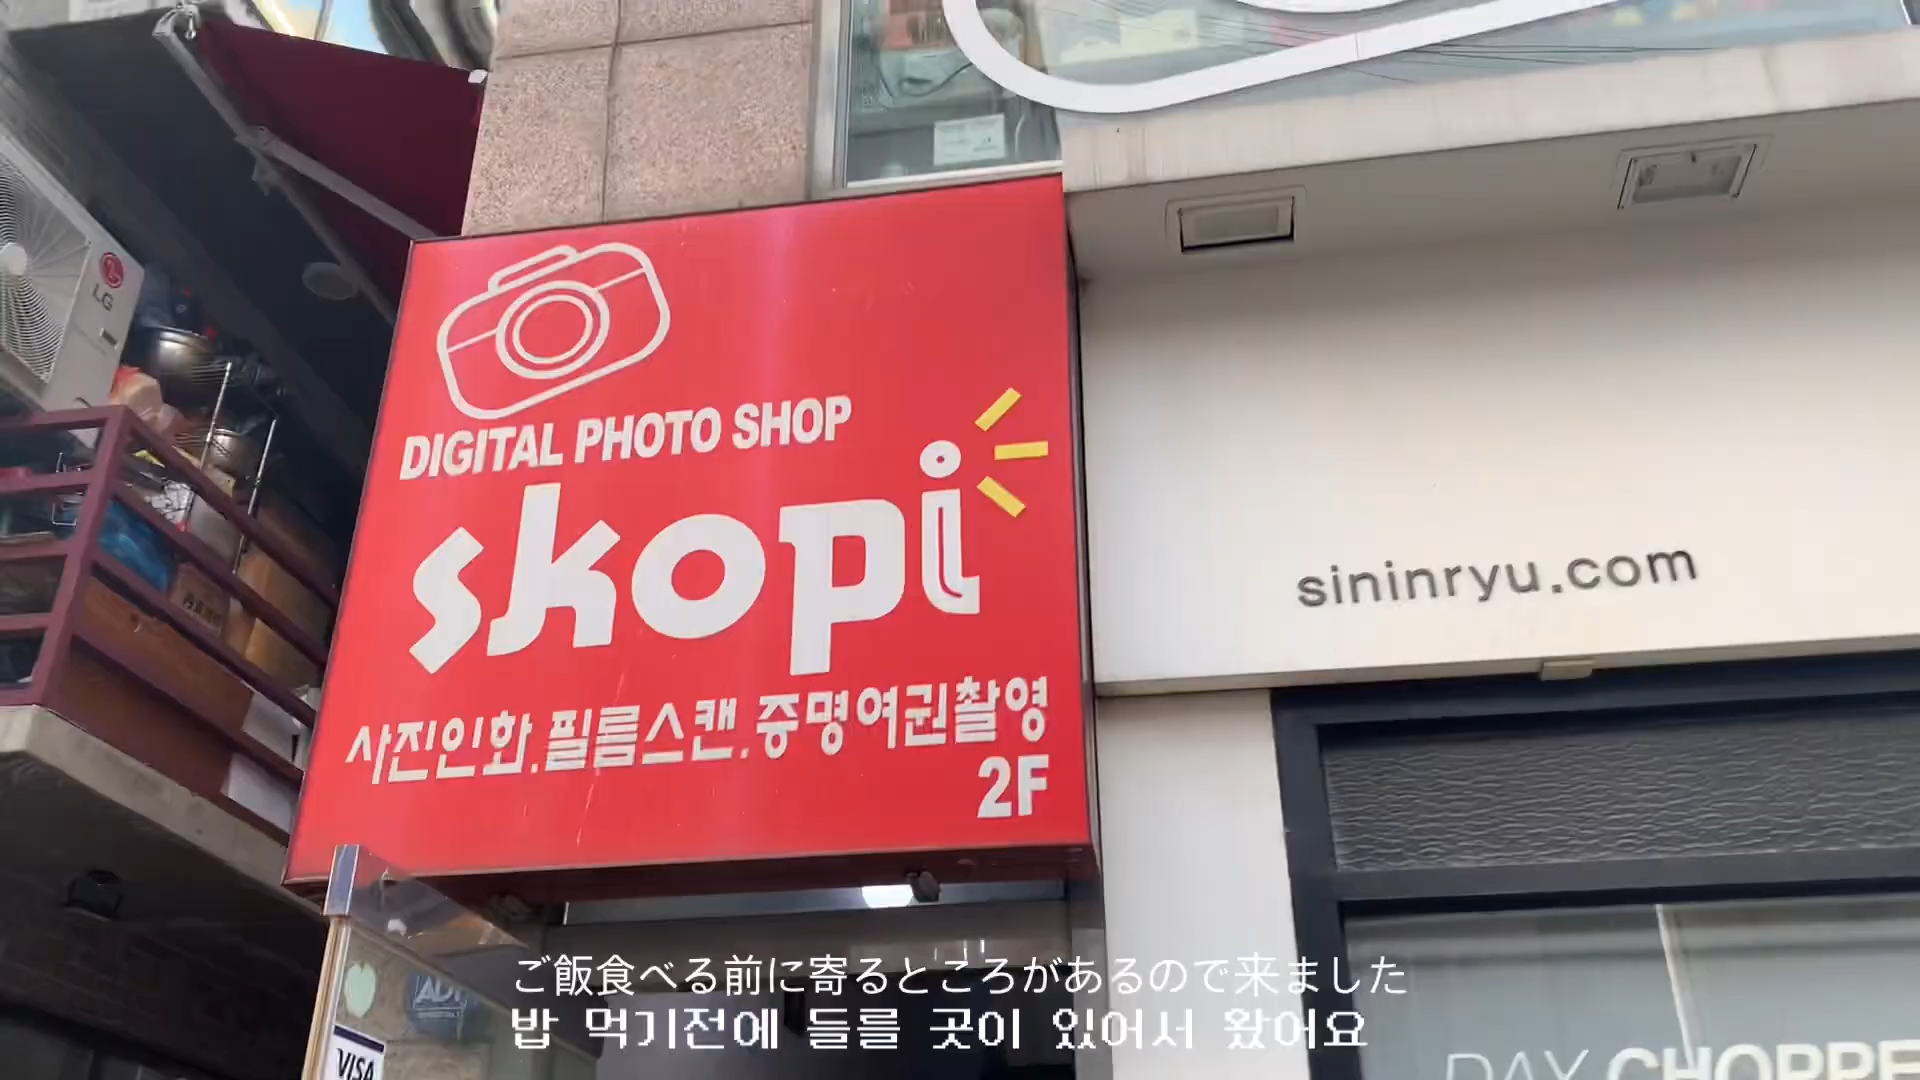 LG
DIGITAL PHOTO SHOP
skopi
사진인화.필름스캔.증명여권촬영
2F
sininryu.com
ADT
VISA
DAY CHOPPE
ご飯食べる前に寄るところがあるので来ました
밥 먹기전에 들를 곳이 있어서 왔어요